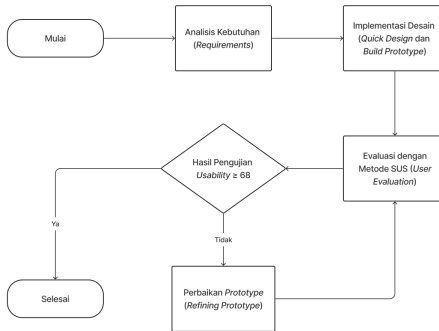 Mulai
Analisis Kebutuhan
(Requirements)
Implementasi Desain
(Quick Design dan
Build Prototype)
Evaluasi dengan
Metode SUS (User
Evaluation)
Hasil Pengujian
Usability ≥ 68
Ya
Tidak
Perbaikan Prototype
(Refining Prototype)
Selesai